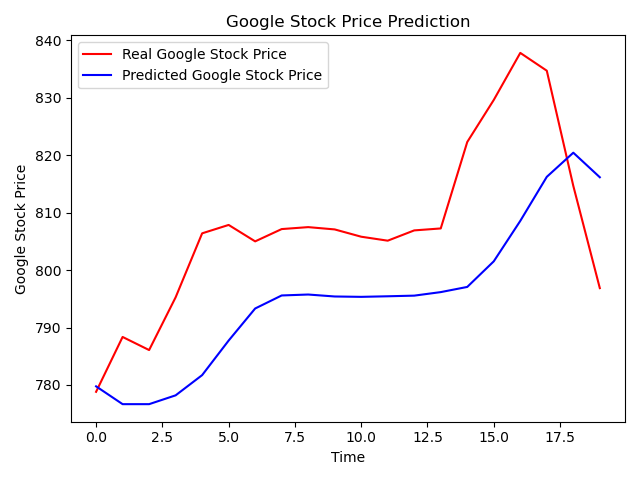 Google Stock Price Prediction
Real Google Stock Price
Predicted Google Stock Price
840
830
820
810
800
790
780
Google Stock Price
0.0 2.5 5.0 7.5 10.0 12.5 15.0 17.5
Time